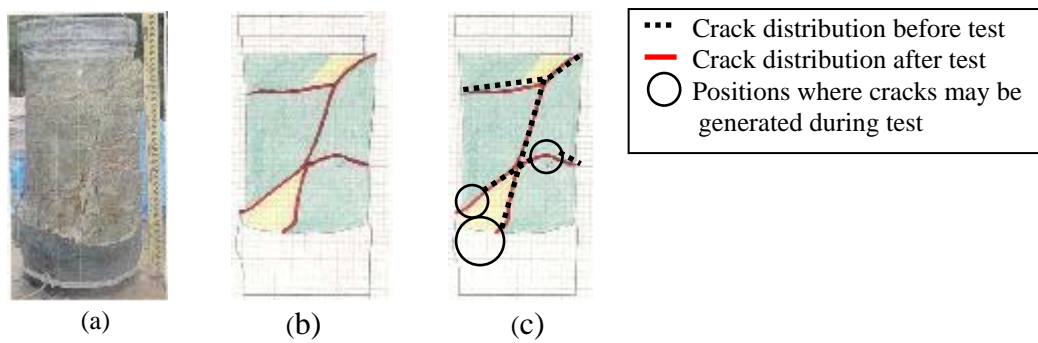 Crack distribution before test
Crack distribution after test
Positions where cracks may be
generated during test
(a)
(b)
(c)